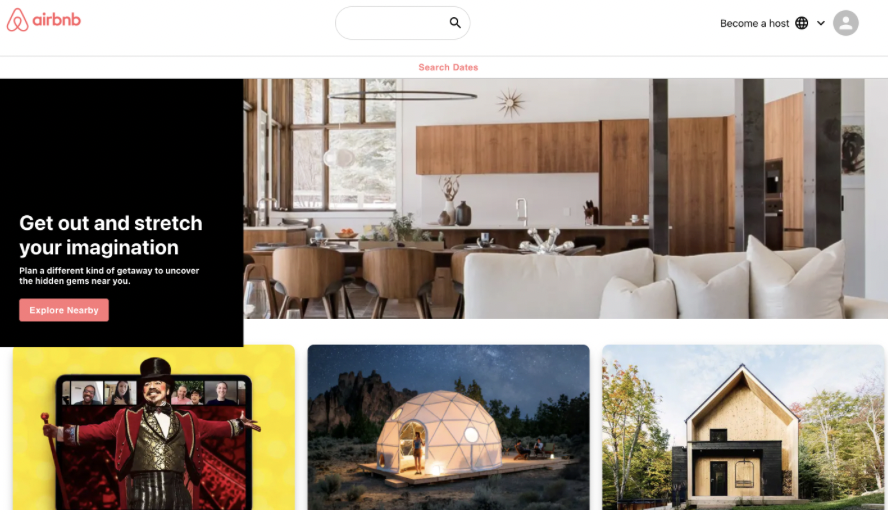 airbnb
Become a host
Search Dates
Get out and stretch
your imagination
Plan a different kind of getaway to uncover
the hidden gems near you.
Explore Nearby